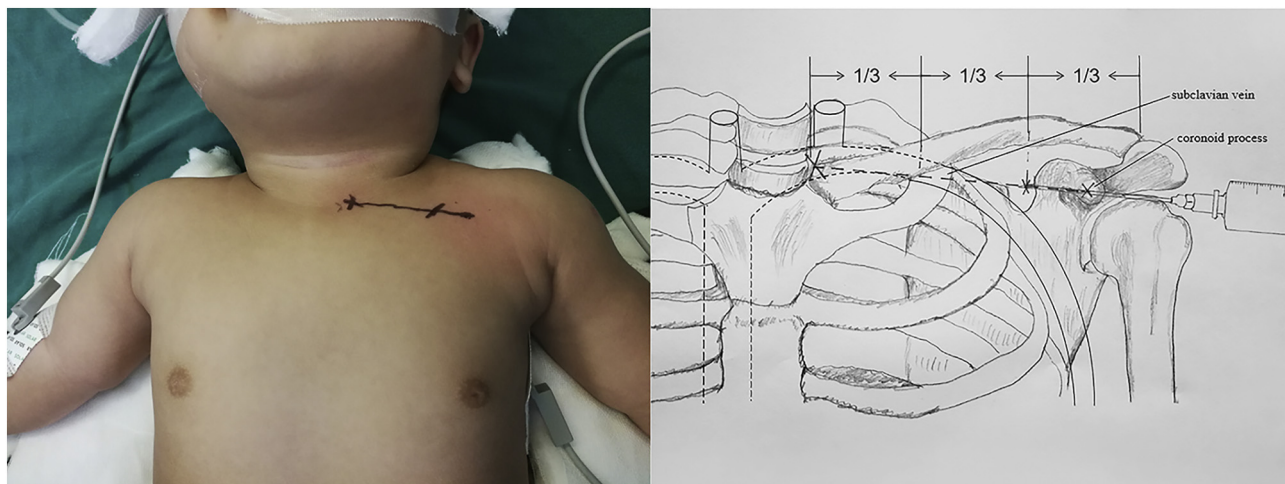 1/3 1/3 1/3
subclavian vein
coronoid process